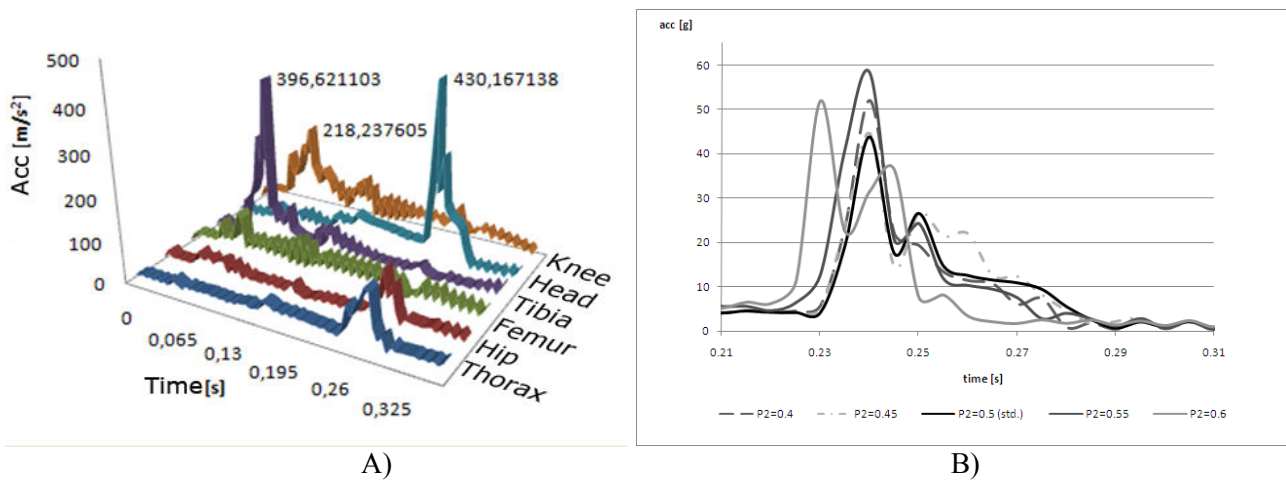 500
400
300
200
100
0
Acc [m/s²]
396,621103
218,237605
430,167138
Knee
Head
Tibia
Femur
Hip
Thorax
0
0,065
0,13
0,195
0,26
0,325
Time[s]
A)
acc [g]
60
50
40
30
20
10
0
0.21 0.23 0.25 0.27 0.29 0.31
time [s]
P2=0.4 P2=0.45 P2=0.5 (std.) P2=0.55 P2=0.6
B)